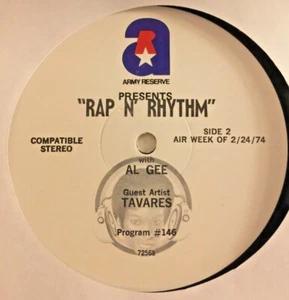 a
R
ARMY RESERVE
PRESENTS
"RAP N' RHYTHM"
COMPATIBLE
STEREO
SIDE 2
AIR WEEK OF 2/24/74
with
AL GEE
Guest Artist
TAVARES
Program #146
72568